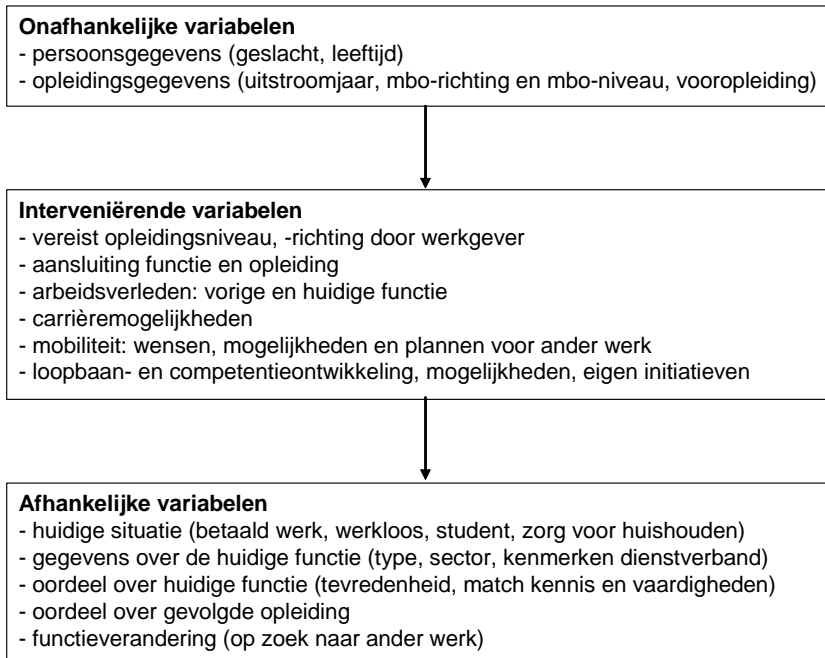 Onafhankelijke variabelen
- persoonsgegevens (geslacht, leeftijd)
- opleidingsgegevens (uitstroomjaar, mbo-richting en mbo-niveau, vooropleiding)
Interveniërende variabelen
- vereist opleidingsniveau, -richting door werkgever
- aansluiting functie en opleiding
- arbeidsverleden: vorige en huidige functie
- carrièremogelijkheden
- mobiliteit: wensen, mogelijkheden en plannen voor ander werk
- loopbaan- en competentieontwikkeling, mogelijkheden, eigen initiatieven
Afhankelijke variabelen
- huidige situatie (betaald werk, werkloos, student, zorg voor huishouden)
- gegevens over de huidige functie (type, sector, kenmerken dienstverband)
- oordeel over huidige functie (tevredenheid, match kennis en vaardigheden)
- oordeel over gevolgde opleiding
- functieverandering (op zoek naar ander werk)